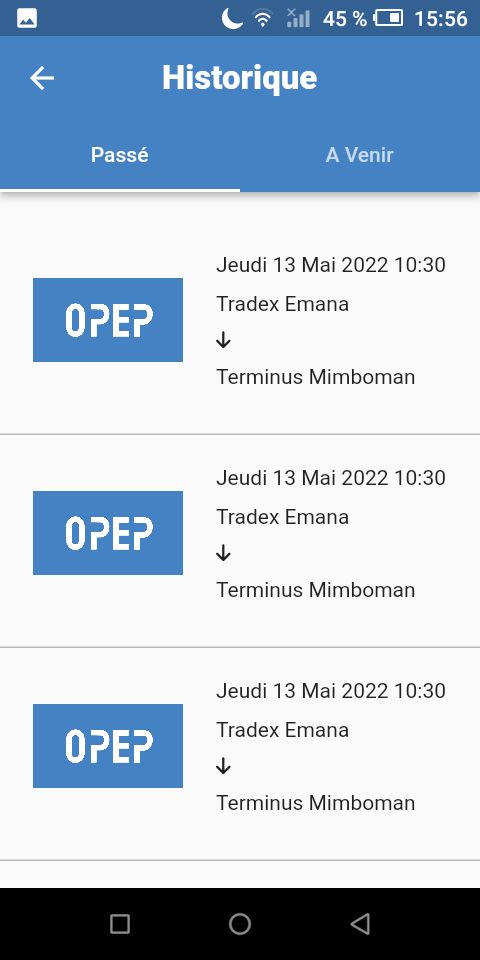 45 % 15:56
Historique
Passé A Venir
Jeudi 13 Mai 2022 10:30
OPEP
Tradex Emana
↓
Terminus Mimboman
Jeudi 13 Mai 2022 10:30
OPEP
Tradex Emana
↓
Terminus Mimboman
Jeudi 13 Mai 2022 10:30
OPEP
Tradex Emana
↓
Terminus Mimboman